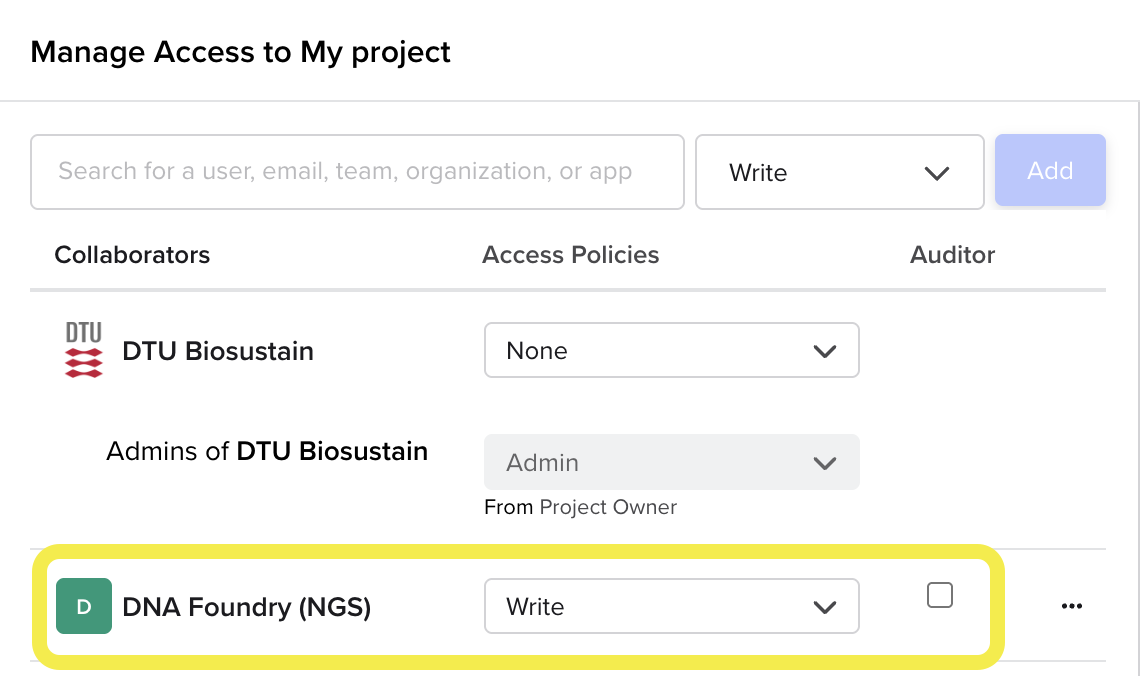 Manage Access to My project
Search for a user, email, team, organization, or app Write Add
Collaborators Access Policies Auditor
DTU
DTU Biosustain None
Admins of DTU Biosustain Admin
From Project Owner
D DNA Foundry (NGS) Write